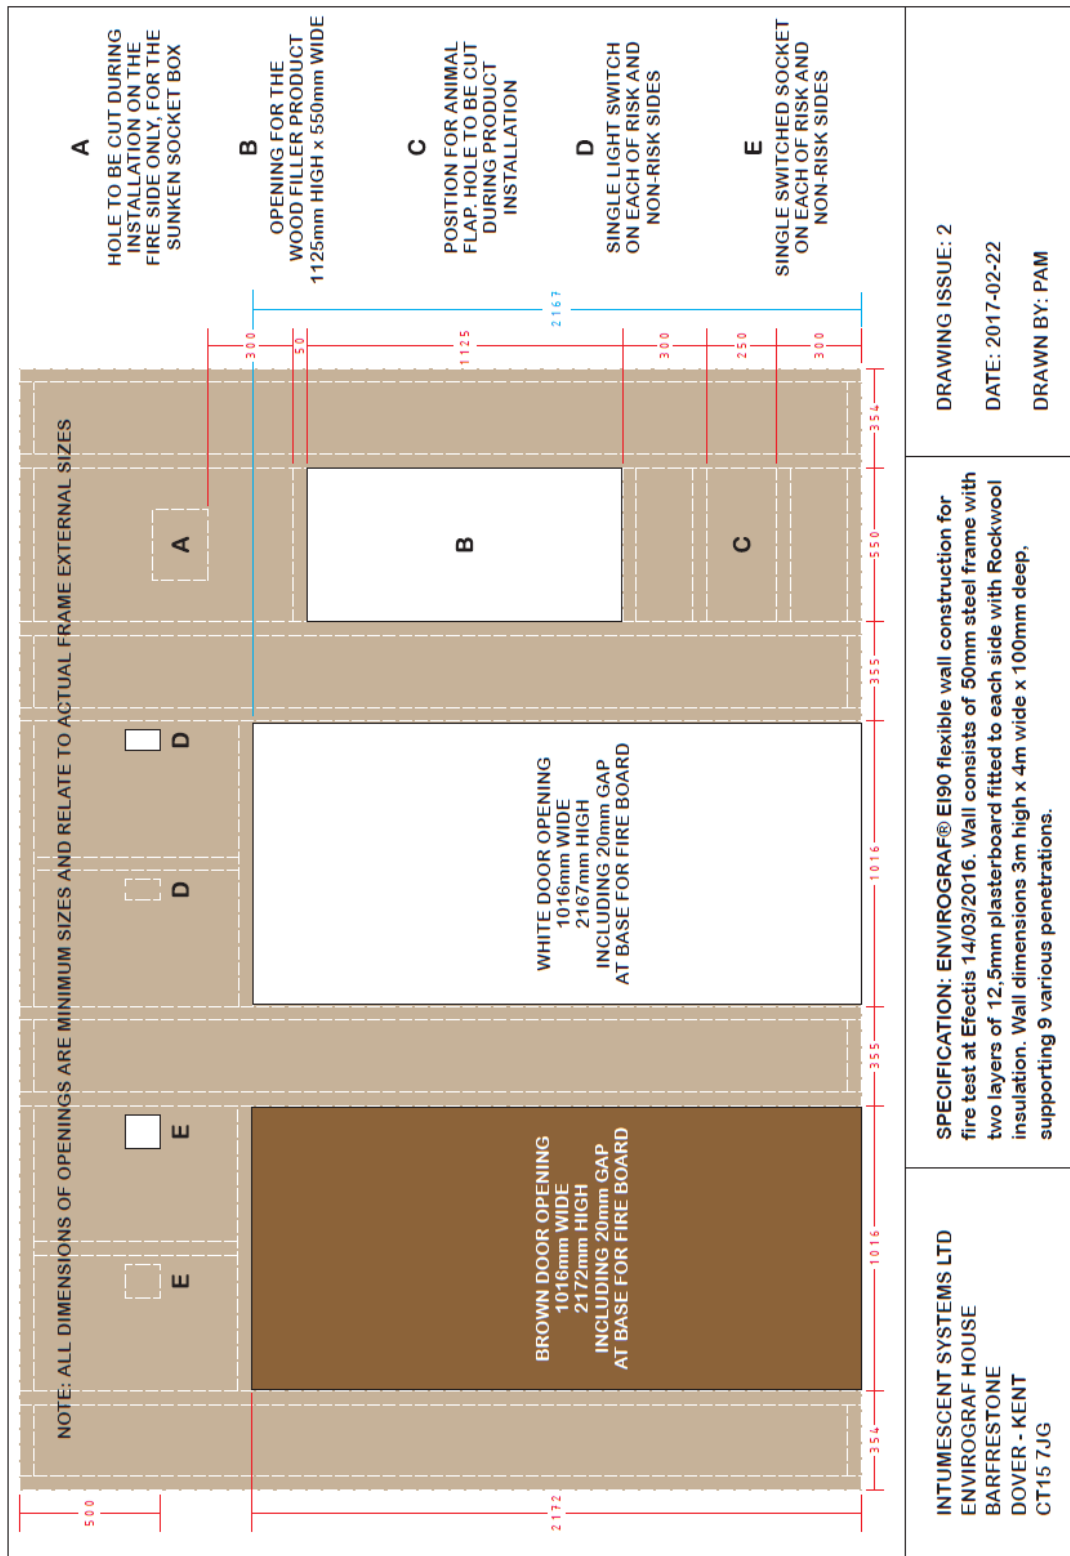 NOTE: ALL DIMENSIONS OF OPENINGS ARE MINIMUM SIZES AND RELATE TO ACTUAL FRAME EXTERNAL SIZES
500
2172
E
E
D
D
A
B
C
BROWN DOOR OPENING
1016mm WIDE
2172mm HIGH
INCLUDING 20mm GAP
AT BASE FOR FIRE BOARD
WHITE DOOR OPENING
1016mm WIDE
2167mm HIGH
INCLUDING 20mm GAP
AT BASE FOR FIRE BOARD
354
1016
355
1016
355
550
354
300
50
1125
300
250
300
2167
A
HOLE TO BE CUT DURING
INSTALLATION ON THE
FIRE SIDE ONLY, FOR THE
SUNKEN SOCKET BOX
B
OPENING FOR THE
WOOD FILLER PRODUCT
1125mm HIGH x 550mm WIDE
C
POSITION FOR ANIMAL
FLAP. HOLE TO BE CUT
DURING PRODUCT
INSTALLATION
D
SINGLE LIGHT SWITCH
ON EACH OF RISK AND
NON-RISK SIDES
E
SINGLE SWITCHED SOCKET
ON EACH OF RISK AND
NON-RISK SIDES
INTUMESCENT SYSTEMS LTD
ENVIROGRAF HOUSE
BARFRESTONE
DOVER - KENT
CT15 7JG
SPECIFICATION: ENVIROGRAF® EI90 flexible wall construction for
fire test at Efectis 14/03/2016. Wall consists of 50mm steel frame with
two layers of 12,5mm plasterboard fitted to each side with Rockwool
insulation. Wall dimensions 3m high x 4m wide x 100mm deep,
supporting 9 various penetrations.
DRAWING ISSUE: 2
DATE: 2017-02-22
DRAWN BY: PAM